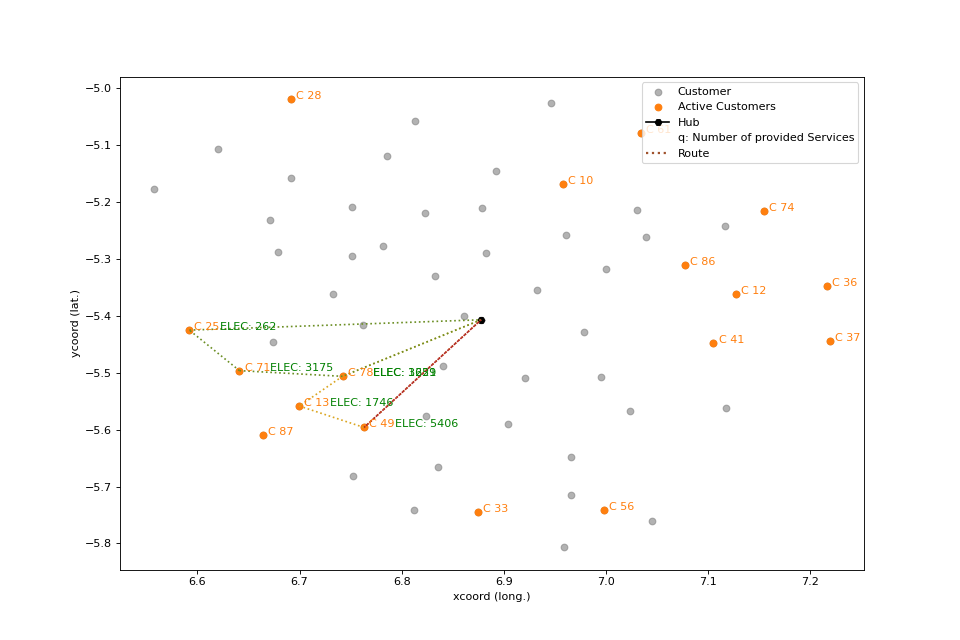 −5.0
−5.1
−5.2
−5.3
−5.4
−5.5
−5.6
−5.7
−5.8
ycoord (lat.)
6.6 6.7 6.8 6.9 7.0 7.1 7.2
xcoord (long.)
Customer
Active Customers
Hub
q: Number of provided Services
Route
C 28
C 10
C 74
C 86
C 36
C 12
C 37
C 41
C 25 ELEC: 262
C 71 ELEC: 3175
C 78 ELEC:
C 13 ELEC: 1746
C 49 ELEC: 5406
C 87
C 33
C 56